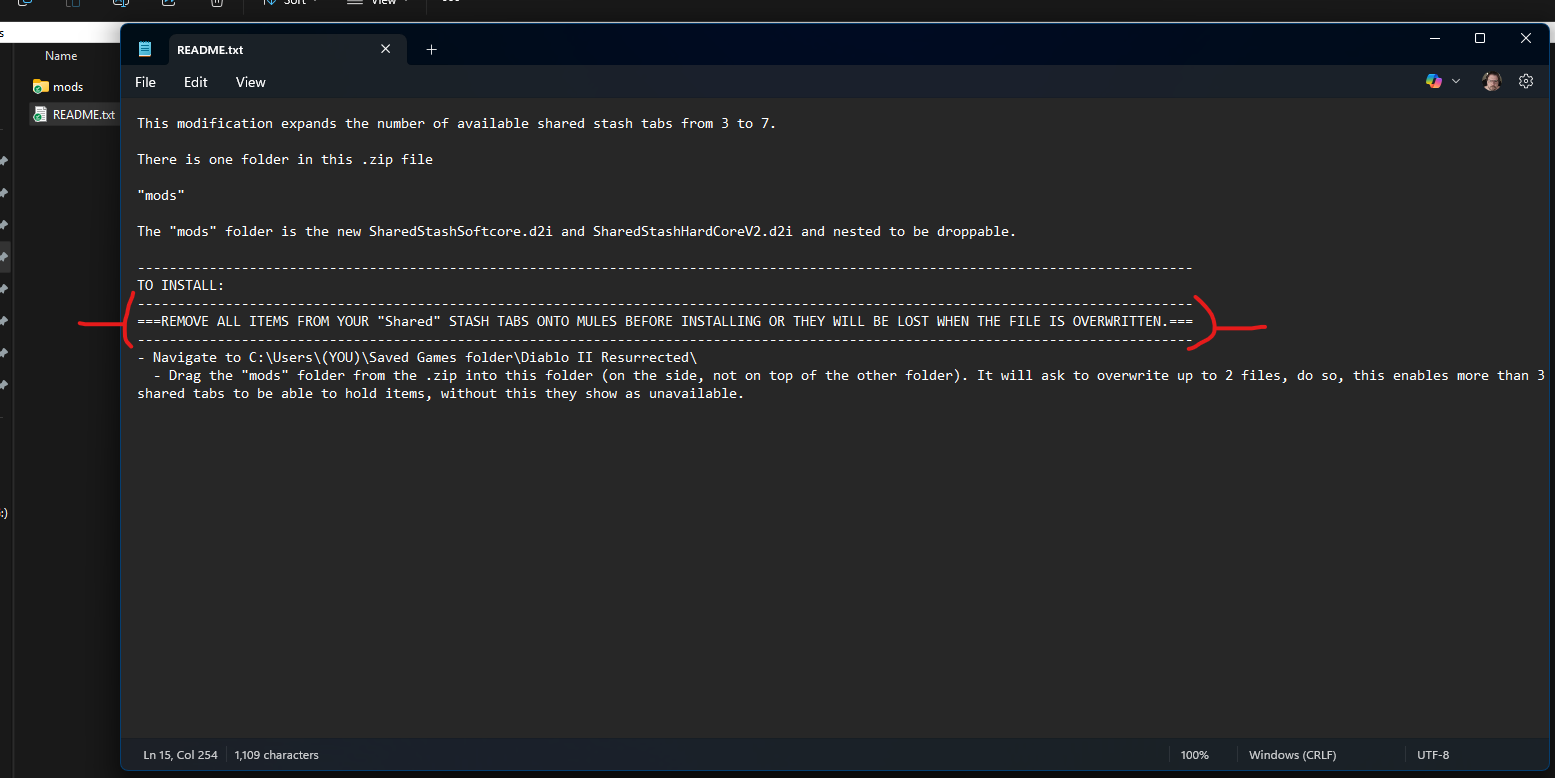 Sort
View
README.txt
File
Edit
View
Name
mods
README.txt
This modification expands the number of available shared stash tabs from 3 to 7.
There is one folder in this .zip file
"mods"
The "mods" folder is the new SharedStashSoftcore.d2i and SharedStashHardCoreV2.d2i and nested to be droppable.
------------------------------------------------------------------------------------------------------------------------------------
TO INSTALL:
------------------------------------------------------------------------------------------------------------------------------------
===REMOVE ALL ITEMS FROM YOUR "Shared" STASH TABS ONTO MULES BEFORE INSTALLING OR THEY WILL BE LOST WHEN THE FILE IS OVERWRITTEN.===
------------------------------------------------------------------------------------------------------------------------------------
- Navigate to C:\Users\(YOU)\Saved Games folder\Diablo II Resurrected\
- Drag the "mods" folder from the .zip into this folder (on the side, not on top of the other folder). It will ask to overwrite up to 2 files, do so, this enables more than 3
shared tabs to be able to hold items, without this they show as unavailable.
:)
Ln 15, Col 254
1,109 characters
100%
Windows (CRLF)
UTF-8